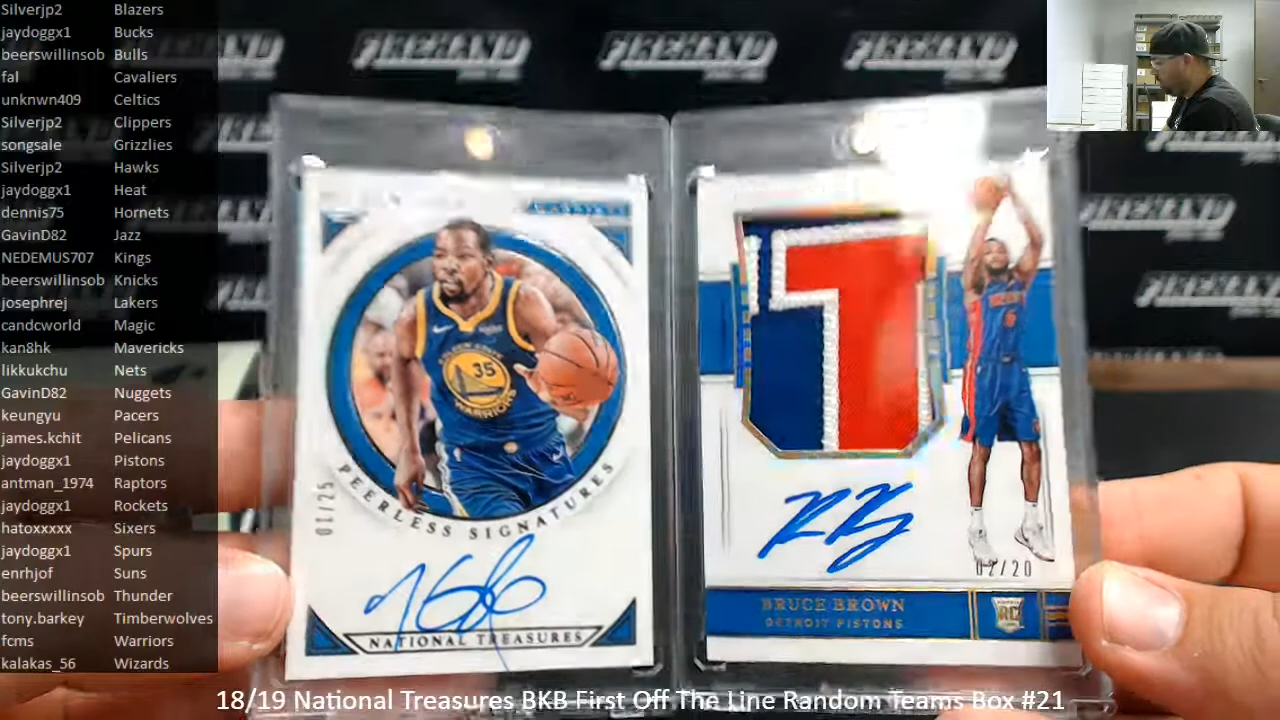 Silverjp2 Blazers
jaydoggx1 Bucks
beerswillinsob Bulls
fal Cavaliers
unknwn409 Celtics
Silverjp2 Clippers
songsale Grizzlies
Silverjp2 Hawks
jaydoggx1 Heat
dennis75 Hornets
GavinD82 Jazz
NEDEMUS707 Kings
beerswillinsob Knicks
josephrej Lakers
candcworld Magic
kan8hk Mavericks
likkukchu Nets
GavinD82 Nuggets
keungyu Pacers
james.kchit Pelicans
jaydoggx1 Pistons
antman_1974 Raptors
jaydoggx1 Rockets
hatoxxxxx Sixers
jaydoggx1 Spurs
enrhjof Suns
beerswillinsob Thunder
tony.barkey Timberwolves
fcms Warriors
kalakas_56 Wizards
FIREHAND FIREHAND FIREHAND
35
WARRIORS
01/25
PEERLESS SIGNATURES
NATIONAL TREASURES
02/20
BRUCE BROWN
DETROIT PISTONS
RC
18/19 National Treasures BKB First Off The Line Random Teams Box #21